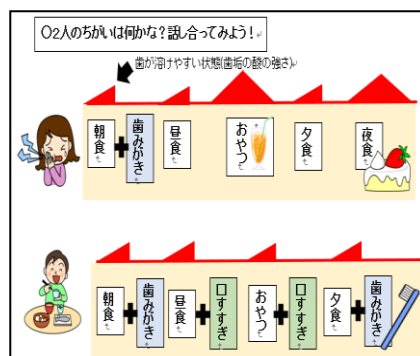 ○2人のちがいは何かな？話し合ってみよう！
歯が溶けやすい状態(歯垢の酸の強さ)
朝食
歯みがき
昼食
おやつ
夕食
夜食
朝食
歯みがき
昼食
口すすぎ
おやつ
口すすぎ
夕食
歯みがき